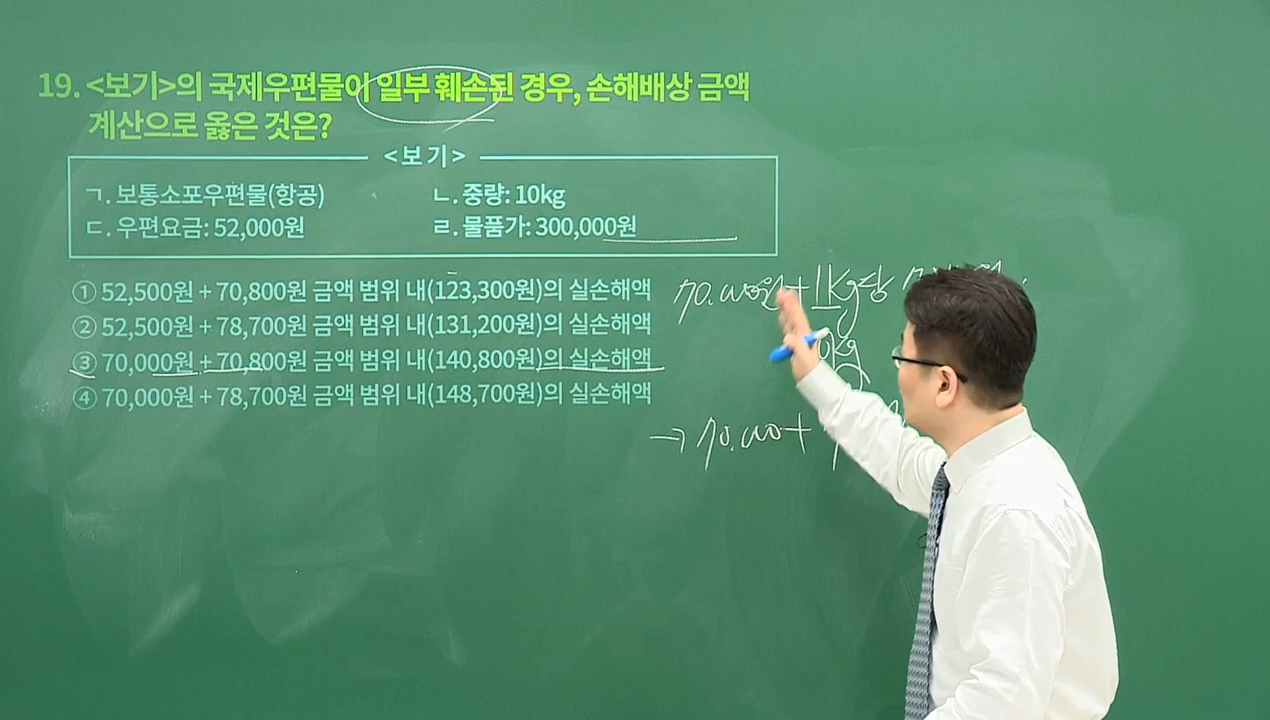 19. <보기>의 국제우편물이 일부 훼손된 경우, 손해배상 금액
계산으로 옳은 것은?
<보기>
ㄱ. 보통소포우편물(항공) ㄴ. 중량: 10kg
ㄷ. 우편요금: 52,000원 ㄹ. 물품가: 300,000원
① 52,500원 + 70,800원 금액 범위 내(123,300원)의 실손해액
② 52,500원 + 78,700원 금액 범위 내(131,200원)의 실손해액
③ 70,000원 + 70,800원 금액 범위 내(140,800원)의 실손해액
④ 70,000원 + 78,700원 금액 범위 내(148,700원)의 실손해액
70.000원 + 1kg당
kg
→ 70.000 +